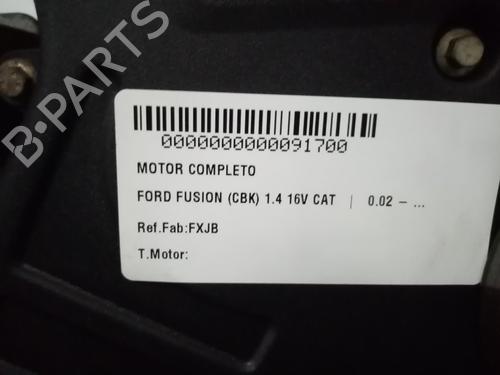 B-PARTS
0000000000091700
MOTOR COMPLETO
FORD FUSION (CBK) 1.4 16V CAT | 0.02 – ...
Ref.Fab:FXJB
T.Motor: